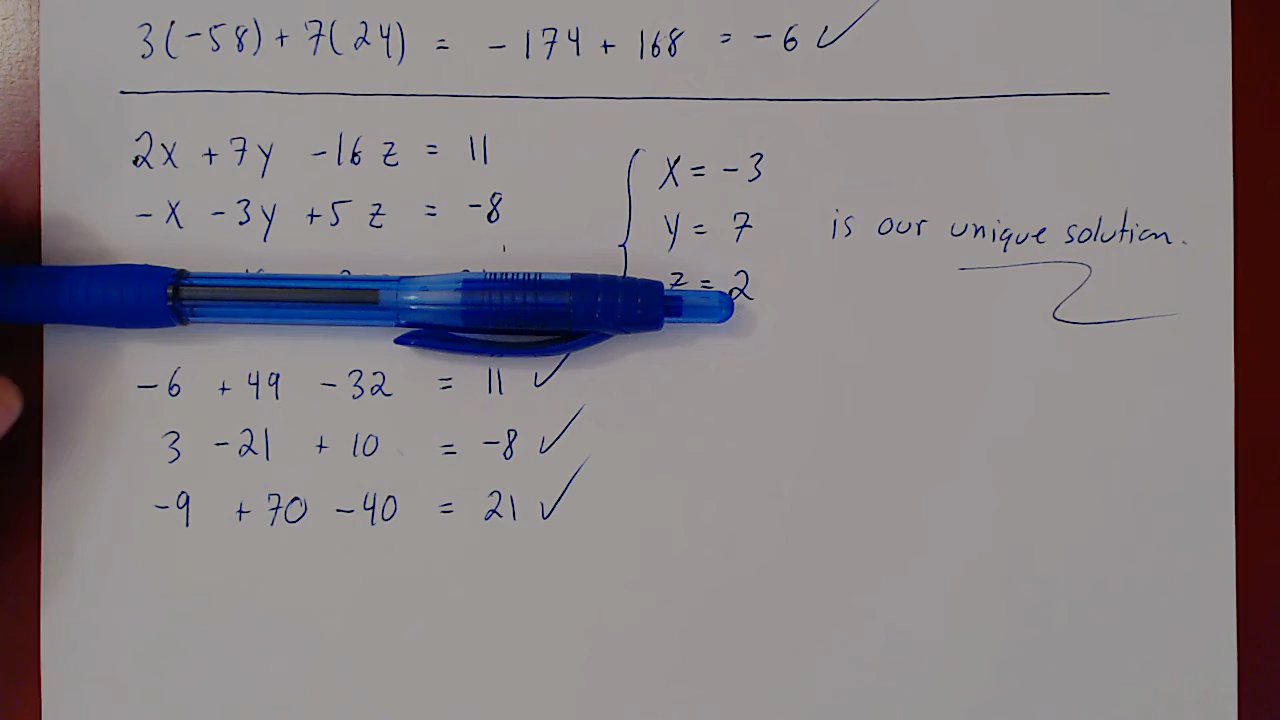 3(-58) + 7(24) = -174 + 168 = -6 ✓
2x + 7y - 16z = 11
-x - 3y + 5z = -8
{ x = -3
y = 7
z = 2
is our unique solution.
-6 + 49 - 32 = 11 ✓
3 - 21 + 10 = -8 ✓
-9 + 70 - 40 = 21 ✓